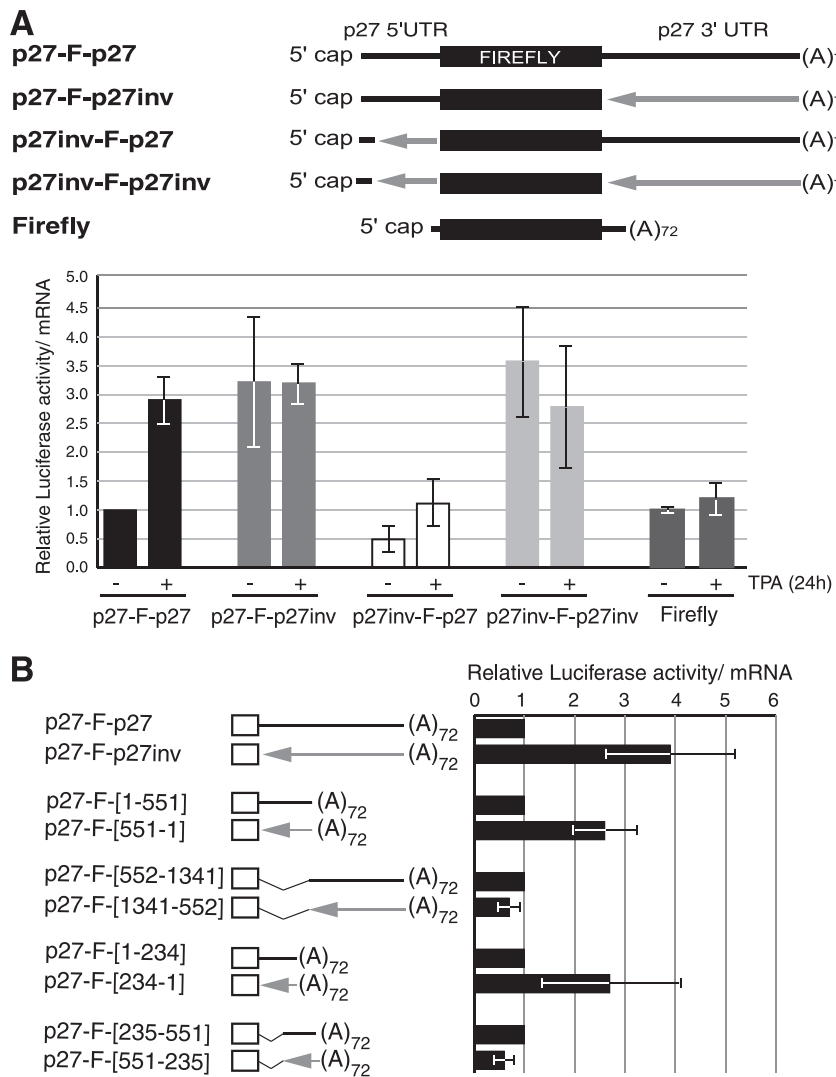 A
p27 5'UTR p27 3' UTR
p27-F-p27 5' cap FIREFLY (A)
p27-F-p27inv 5' cap (A)
p27inv-F-p27 5' cap (A)
p27inv-F-p27inv 5' cap (A)
Firefly 5' cap (A)72
Relative Luciferase activity/ mRNA
5.0
4.5
4.0
3.5
3.0
2.5
2.0
1.5
1.0
0.5
0.0
- + - + - + - + - + TPA (24h)
p27-F-p27 p27-F-p27inv p27inv-F-p27 p27inv-F-p27inv Firefly
B
Relative Luciferase activity/ mRNA
0 1 2 3 4 5 6
p27-F-p27 (A)72
p27-F-p27inv (A)72
p27-F-[1-551] (A)72
p27-F-[551-1] (A)72
p27-F-[552-1341] (A)72
p27-F-[1341-552] (A)72
p27-F-[1-234] (A)72
p27-F-[234-1] (A)72
p27-F-[235-551] (A)72
p27-F-[551-235] (A)72